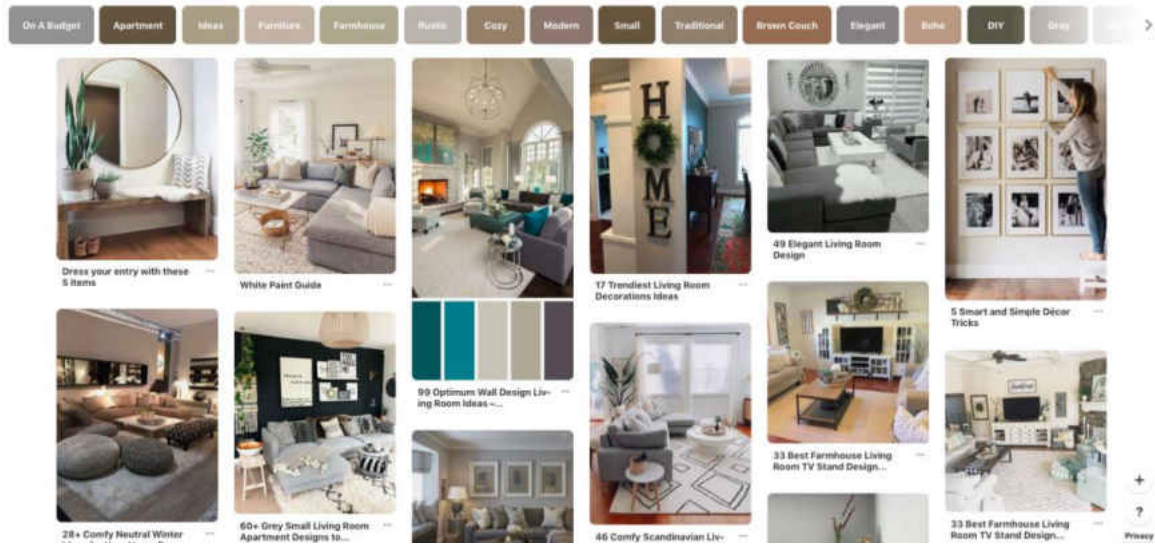 On A Budget
Apartment
Ideas
Furniture
Farmhouse
Rustic
Cozy
Modern
Small
Traditional
Brown Couch
Elegant
Boho
DIY
Gray
HOME
Dress your entry with these
5 items
White Paint Guide
99 Optimum Wall Design Liv-
ing Room Ideas –...
17 Trendiest Living Room
Decorations Ideas
49 Elegant Living Room
Design
5 Smart and Simple Décor
Tricks
28+ Comfy Neutral Winter
60+ Grey Small Living Room
Apartment Designs to...
46 Comfy Scandinavian Liv-
33 Best Farmhouse Living
Room TV Stand Design...
33 Best Farmhouse Living
Room TV Stand Design...
+
?
Privacy